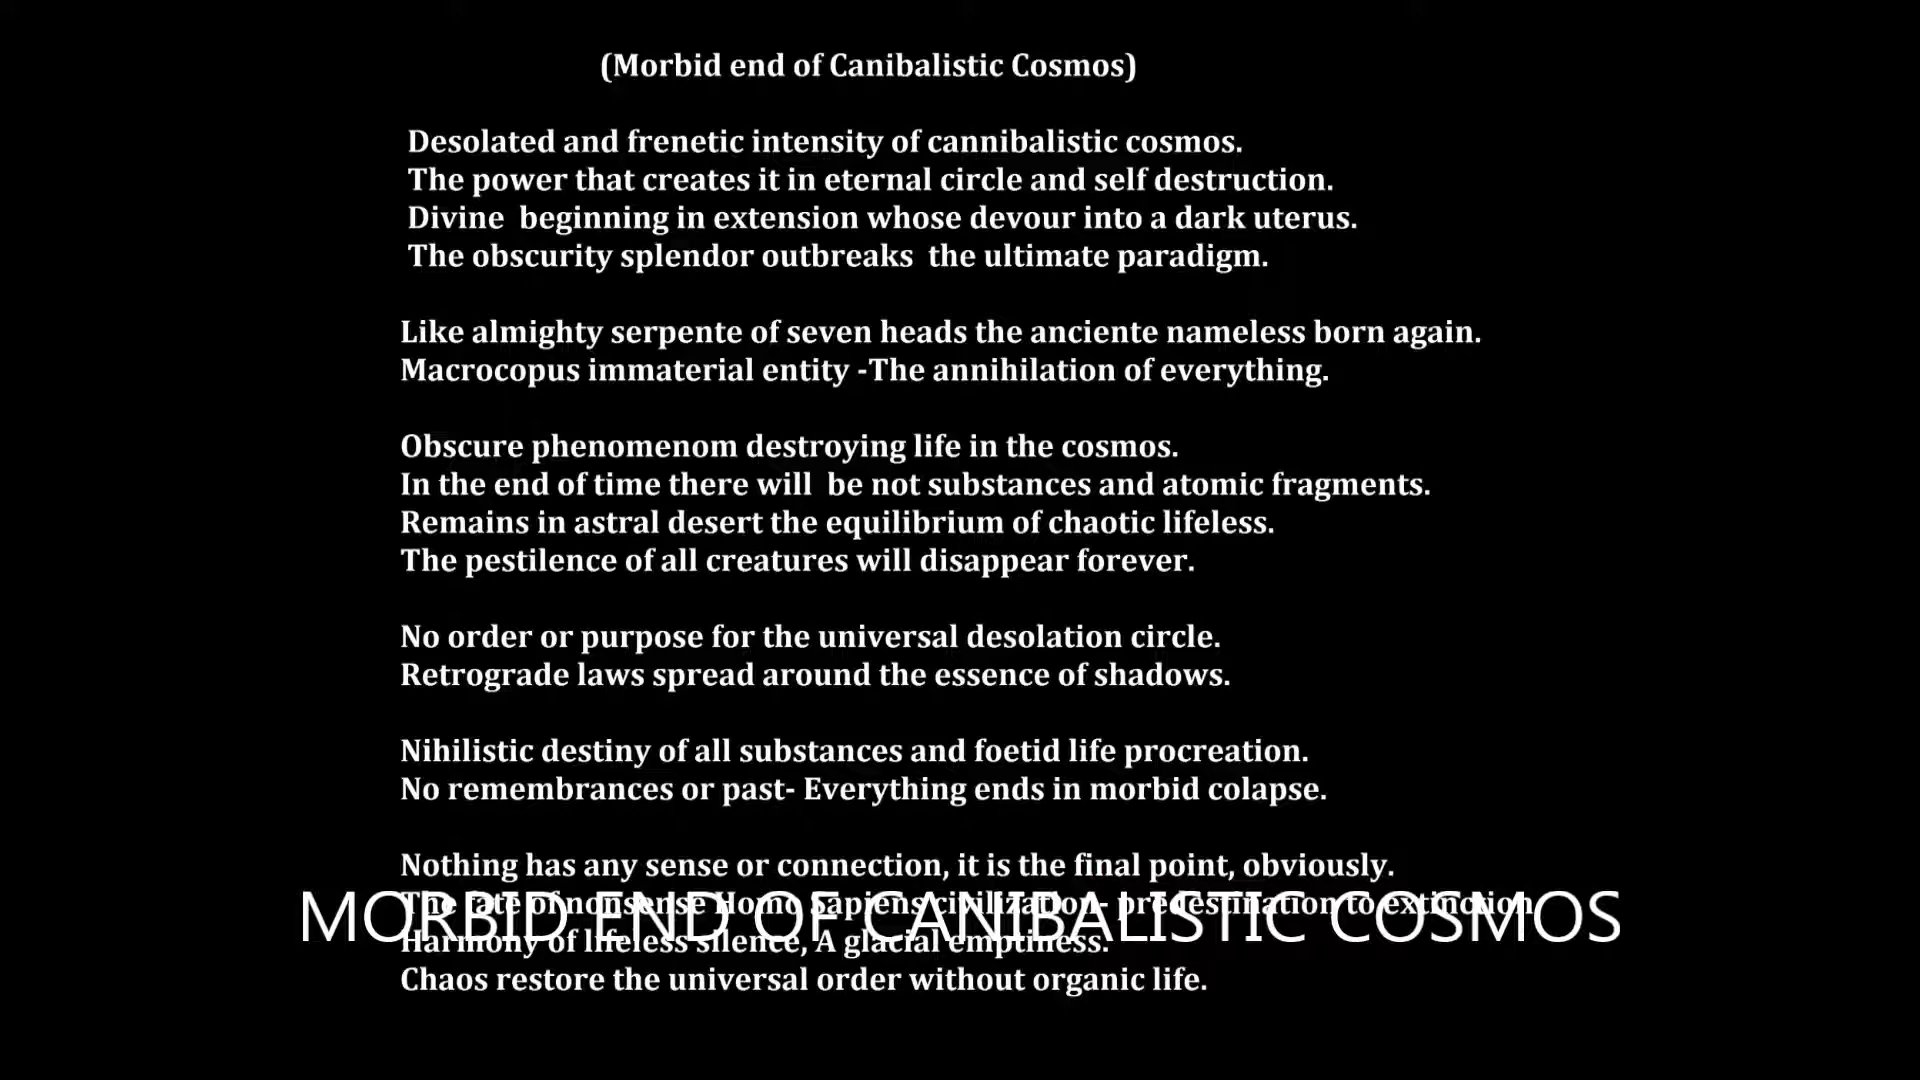 (Morbid end of Canibalistic Cosmos)
Desolated and frenetic intensity of cannibalistic cosmos.
The power that creates it in eternal circle and self destruction.
Divine  beginning in extension whose devour into a dark uterus.
The obscurity splendor outbreaks  the ultimate paradigm.
Like almighty serpente of seven heads the anciente nameless born again.
Macrocopus immaterial entity -The annihilation of everything.
Obscure phenomenom destroying life in the cosmos.
In the end of time there will  be not substances and atomic fragments.
Remains in astral desert the equilibrium of chaotic lifeless.
The pestilence of all creatures will disappear forever.
No order or purpose for the universal desolation circle.
Retrograde laws spread around the essence of shadows.
Nihilistic destiny of all substances and foetid life procreation.
No remembrances or past- Everything ends in morbid colapse.
Nothing has any sense or connection, it is the final point, obviously.
The fate of nonsense Homo Sapiens civilization- predestination to extinction
MORBID END OF CANIBALISTIC COSMOS
Harmony of lifeless silence, A glacial emptiness.
Chaos restore the universal order without organic life.